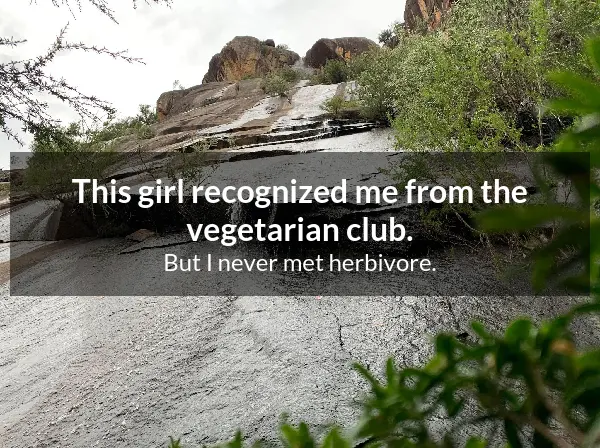 This girl recognized me from the
vegetarian club.
But I never met herbivore.